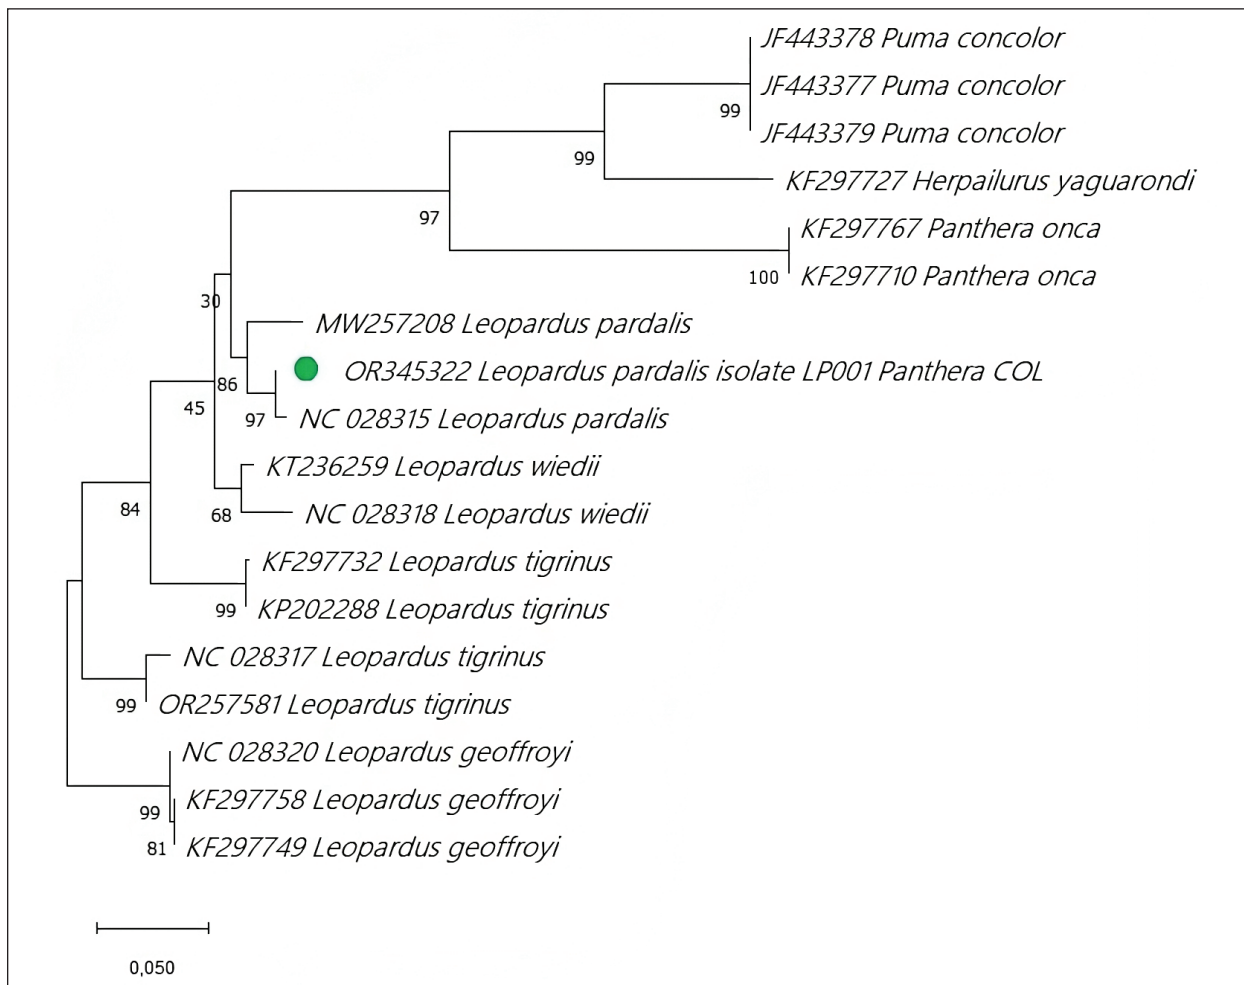 JF443378 Puma concolor
JF443377 Puma concolor
99
JF443379 Puma concolor
99
KF297727 Herpailurus yaguarondi
97
KF297767 Panthera onca
100
KF297710 Panthera onca
30
MW257208 Leopardus pardalis
OR345322 Leopardus pardalis isolate LP001 Panthera COL
86
45
97
NC 028315 Leopardus pardalis
KT236259 Leopardus wiedii
84
68
NC 028318 Leopardus wiedii
KF297732 Leopardus tigrinus
99
KP202288 Leopardus tigrinus
NC 028317 Leopardus tigrinus
99
OR257581 Leopardus tigrinus
NC 028320 Leopardus geoffroyi
99
KF297758 Leopardus geoffroyi
81
KF297749 Leopardus geoffroyi
0,050